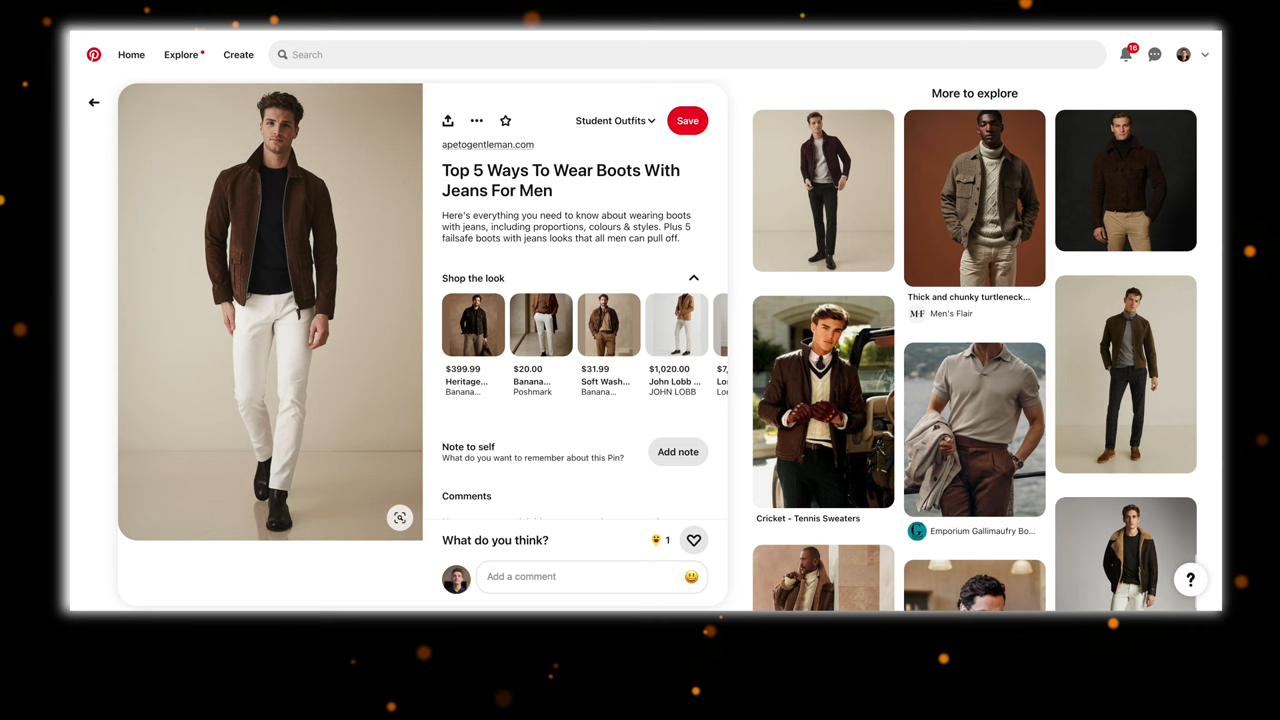 Home
Explore
Create
Search
16
Student Outfits
Save
apetogentleman.com
Top 5 Ways To Wear Boots With
Jeans For Men
Here's everything you need to know about wearing boots
with jeans, including proportions, colours & styles. Plus 5
failsafe boots with jeans looks that all men can pull off.
Shop the look
$399.99
Heritage...
Banana...
$20.00
Banana...
Poshmark
$31.99
Soft Wash...
Banana...
$1,020.00
John Lobb ...
JOHN LOBB
$7,
Lor
Note to self
What do you want to remember about this Pin?
Add note
Comments
What do you think?
1
Add a comment
More to explore
Thick and chunky turtleneck...
MF Men's Flair
Cricket - Tennis Sweaters
Emporium Gallimaufry Bo...
?